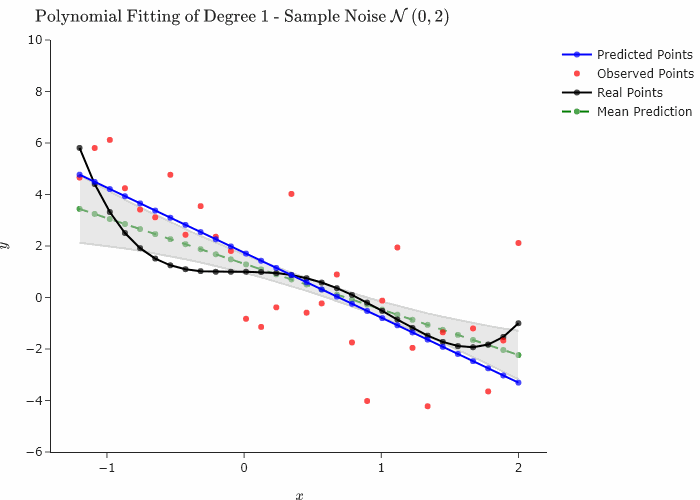 Polynomial Fitting of Degree 1 - Sample Noise 𝒩 (0, 2)
10
8
6
4
2
0
−2
−4
−6
−1
0
1
2
x
y
Predicted Points
Observed Points
Real Points
Mean Prediction